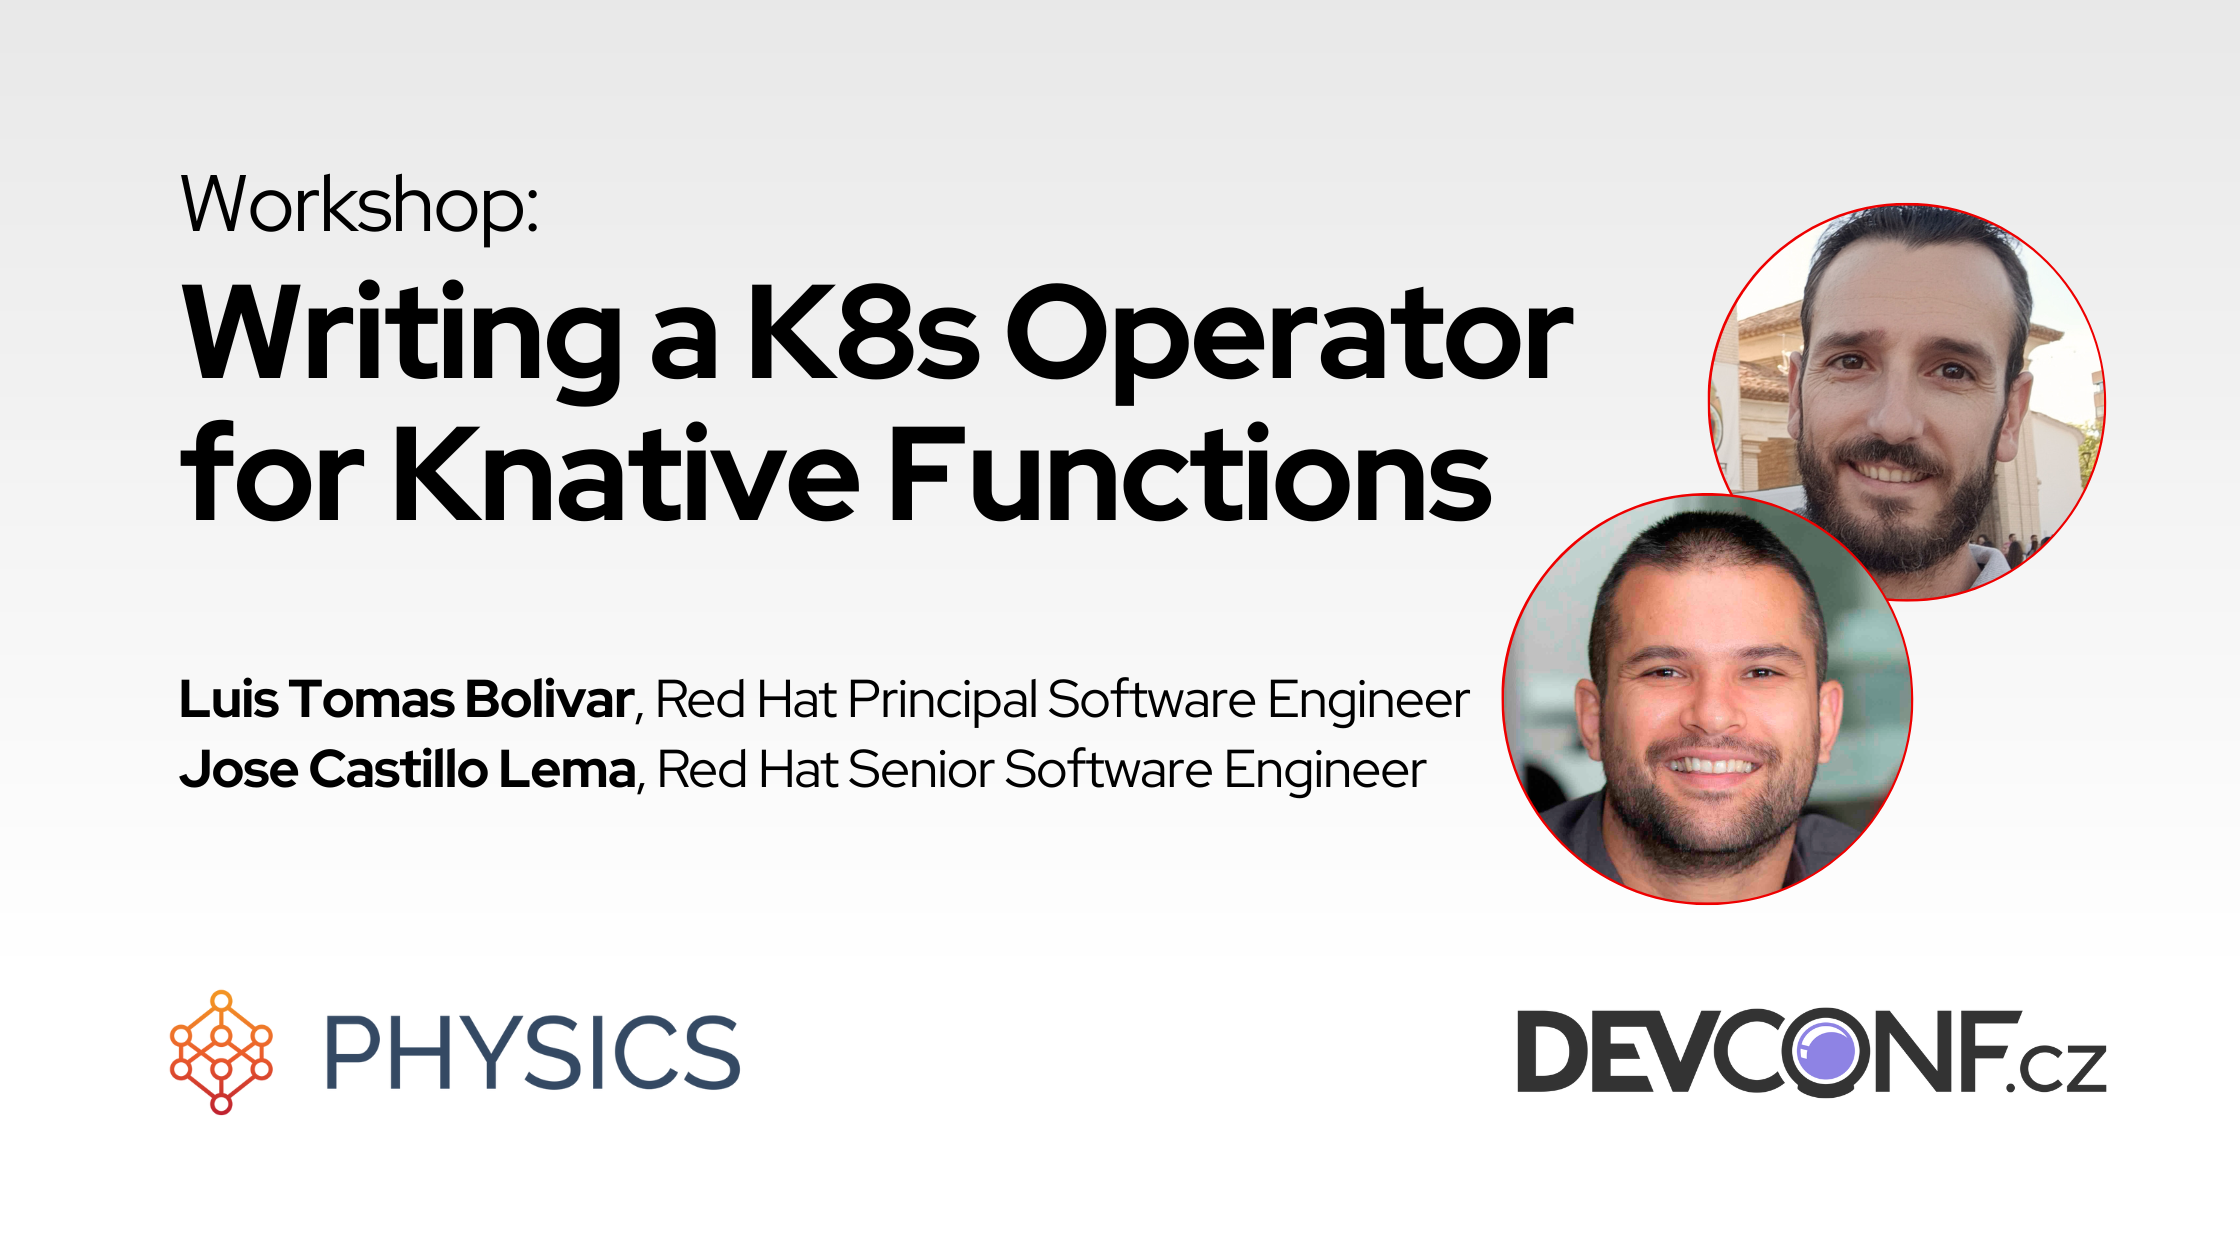 Workshop:
Writing a K8s Operator
for Knative Functions
Luis Tomas Bolivar, Red Hat Principal Software Engineer
Jose Castillo Lema, Red Hat Senior Software Engineer
PHYSICS
DEVCONF.cz